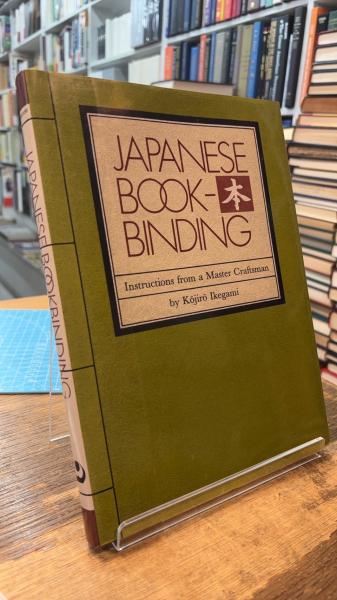 JAPANESE
BOOK-
本
BINDING
Instructions from a Master Craftsman
by Kōjirō Ikegami
JAPANESE BOOKBINDING